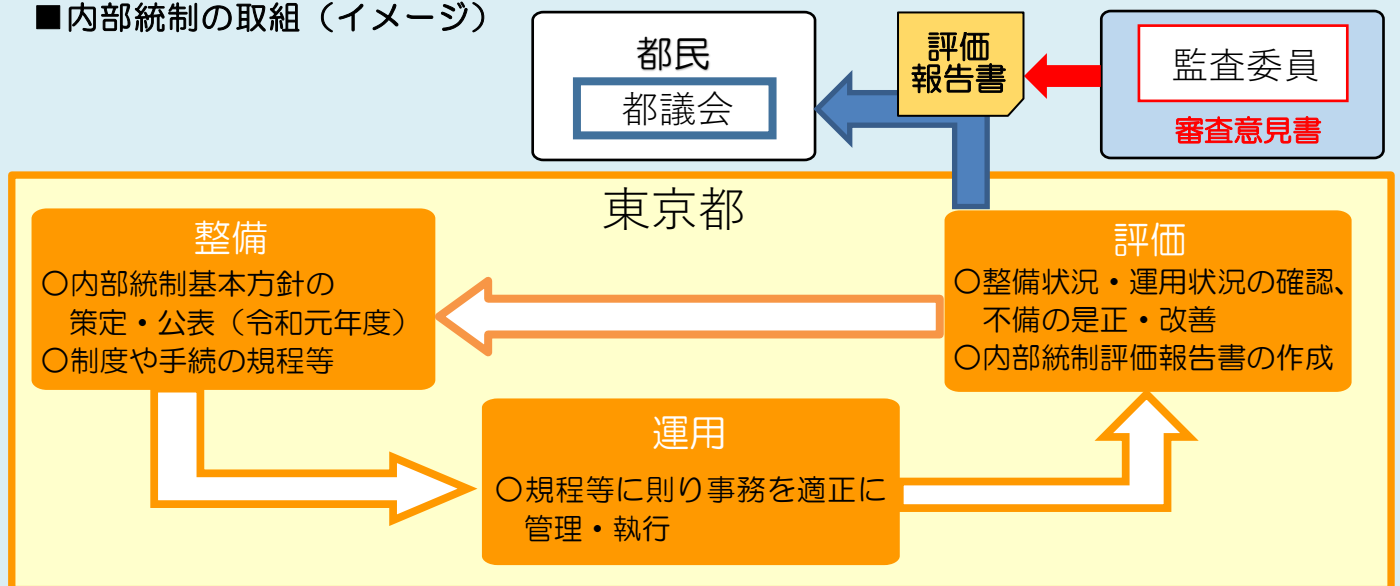 ■内部統制の取組（イメージ）
都民
都議会
評価
報告書
監査委員
審査意見書
東京都
整備
〇内部統制基本方針の
策定・公表（令和元年度）
〇制度や手続の規程等
運用
〇規程等に則り事務を適正に
管理・執行
評価
〇整備状況・運用状況の確認、
不備の是正・改善
〇内部統制評価報告書の作成